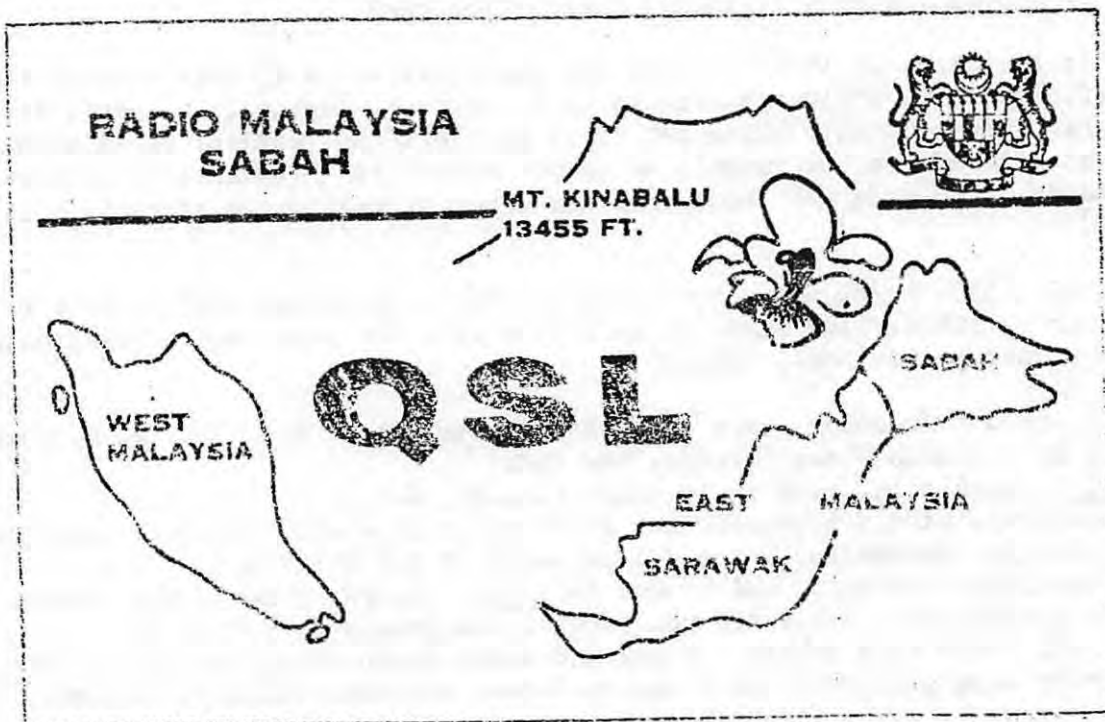 RADIO MALAYSIA
SABAH
MT. KINABALU
13455 FT.
QSL
SABAH
WEST
MALAYSIA
EAST MALAYSIA
SARAWAK